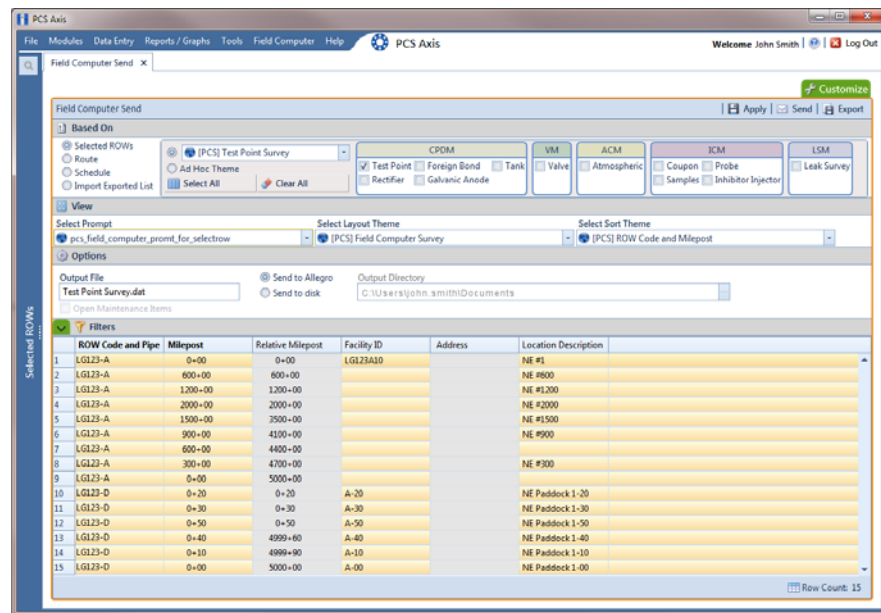 PCS Axis
File Modules Data Entry Reports / Graphs Tools Field Computer Help PCS Axis Welcome John Smith Log Out
Field Computer Send X
Customize
Field Computer Send Apply Send Export
Based On
Selected ROWs
Route
Schedule
Import Exported List
[PCS] Test Point Survey
Ad Hoc Theme
Select All Clear All
CPDM
Test Point Foreign Bond Tank
Rectifier Galvanic Anode
VM
Valve
ACM
Atmospheric
ICM
Coupon Probe
Samples Inhibitor Injector
LSM
Leak Survey
View
Select Prompt Select Layout Theme Select Sort Theme
pcs_field_computer_promt_for_selectrow [PCS] Field Computer Survey [PCS] ROW Code and Milepost
Options
Output File Send to Allegro Output Directory
Test Point Survey.dat Send to disk C:\Users\john.smith\Documents
Open Maintenance Items
Filters
Selected ROWs
ROW Code and Pipe Milepost Relative Milepost Facility ID Address Location Description
1 LG123-A 0+00 0+00 LG123A10 NE #1
2 LG123-A 600+00 600+00 NE #600
3 LG123-A 1200+00 1200+00 NE #1200
4 LG123-A 2000+00 2000+00 NE #2000
5 LG123-A 1500+00 3500+00 NE #1500
6 LG123-A 900+00 4100+00 NE #900
7 LG123-A 600+00 4400+00
8 LG123-A 300+00 4700+00 NE #300
9 LG123-A 0+00 5000+00
10 LG123-D 0+20 0+20 A-20 NE Paddock 1-20
11 LG123-D 0+30 0+30 A-30 NE Paddock 1-30
12 LG123-D 0+50 0+50 A-50 NE Paddock 1-50
13 LG123-D 0+40 4999+60 A-40 NE Paddock 1-40
14 LG123-D 0+10 4999+90 A-10 NE Paddock 1-10
15 LG123-D 0+00 5000+00 A-00 NE Paddock 1-00
Row Count: 15